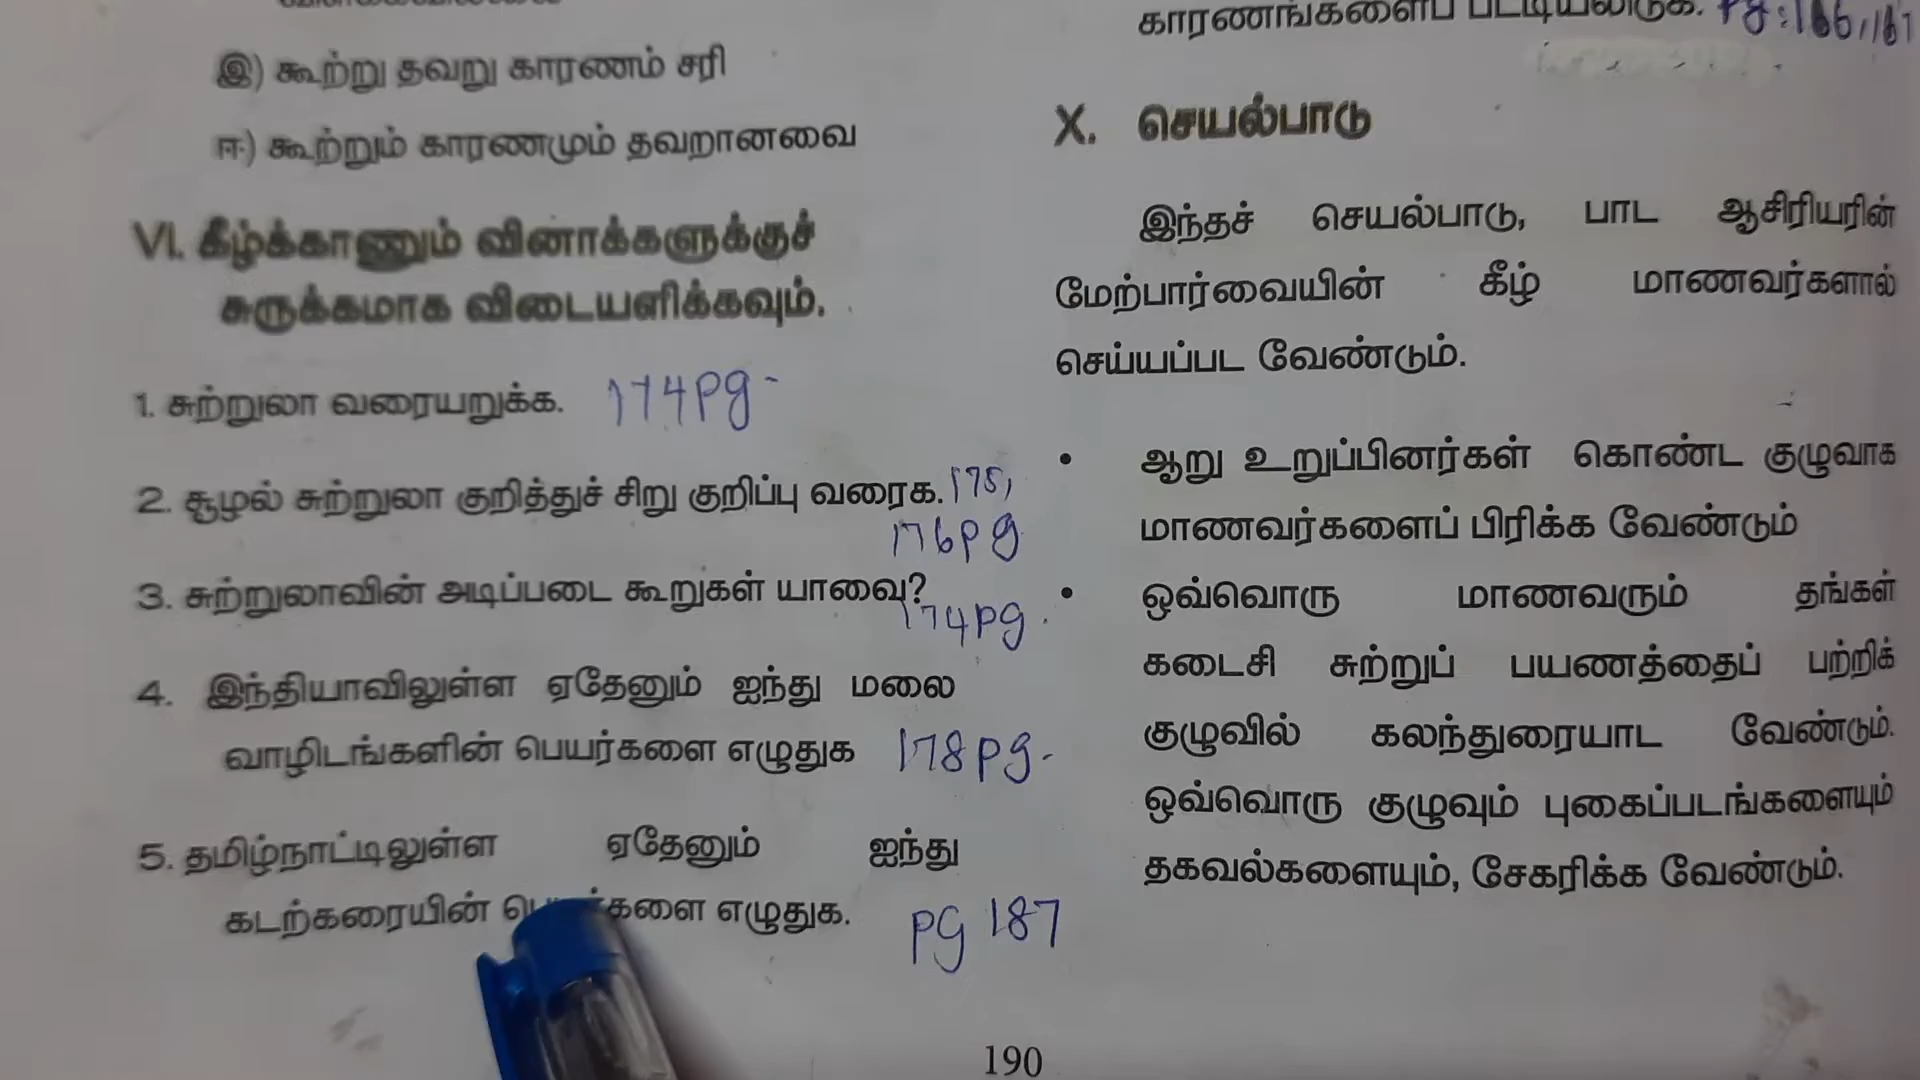 இ) கூற்று தவறு காரணம் சரி
ஈ) கூற்றும் காரணமும் தவறானவை
VI. கீழ்க்காணும் வினாக்களுக்குச்
சுருக்கமாக விடையளிக்கவும்.
1. சுற்றுலா வரையறுக்க. 174pg-
2. சூழல் சுற்றுலா குறித்துச் சிறு குறிப்பு வரைக. 175,
176pg
3. சுற்றுலாவின் அடிப்படை கூறுகள் யாவை?
174pg.
4. இந்தியாவிலுள்ள ஏதேனும் ஐந்து மலை
வாழிடங்களின் பெயர்களை எழுதுக 178pg-
5. தமிழ்நாட்டிலுள்ள ஏதேனும் ஐந்து
கடற்கரையின் எழுதுக. pg 187
காரணங்களைப் பட்டியலிடுக. Pg:166,167
X. செயல்பாடு
இந்தச் செயல்பாடு, பாட ஆசிரியரின்
மேற்பார்வையின் கீழ் மாணவர்களால்
செய்யப்பட வேண்டும்.
• ஆறு உறுப்பினர்கள் கொண்ட குழுவாக
மாணவர்களைப் பிரிக்க வேண்டும்
• ஒவ்வொரு மாணவரும் தங்கள்
கடைசி சுற்றுப் பயணத்தைப் பற்றிக்
குழுவில் கலந்துரையாட வேண்டும்.
ஒவ்வொரு குழுவும் புகைப்படங்களையும்
தகவல்களையும், சேகரிக்க வேண்டும்.
190